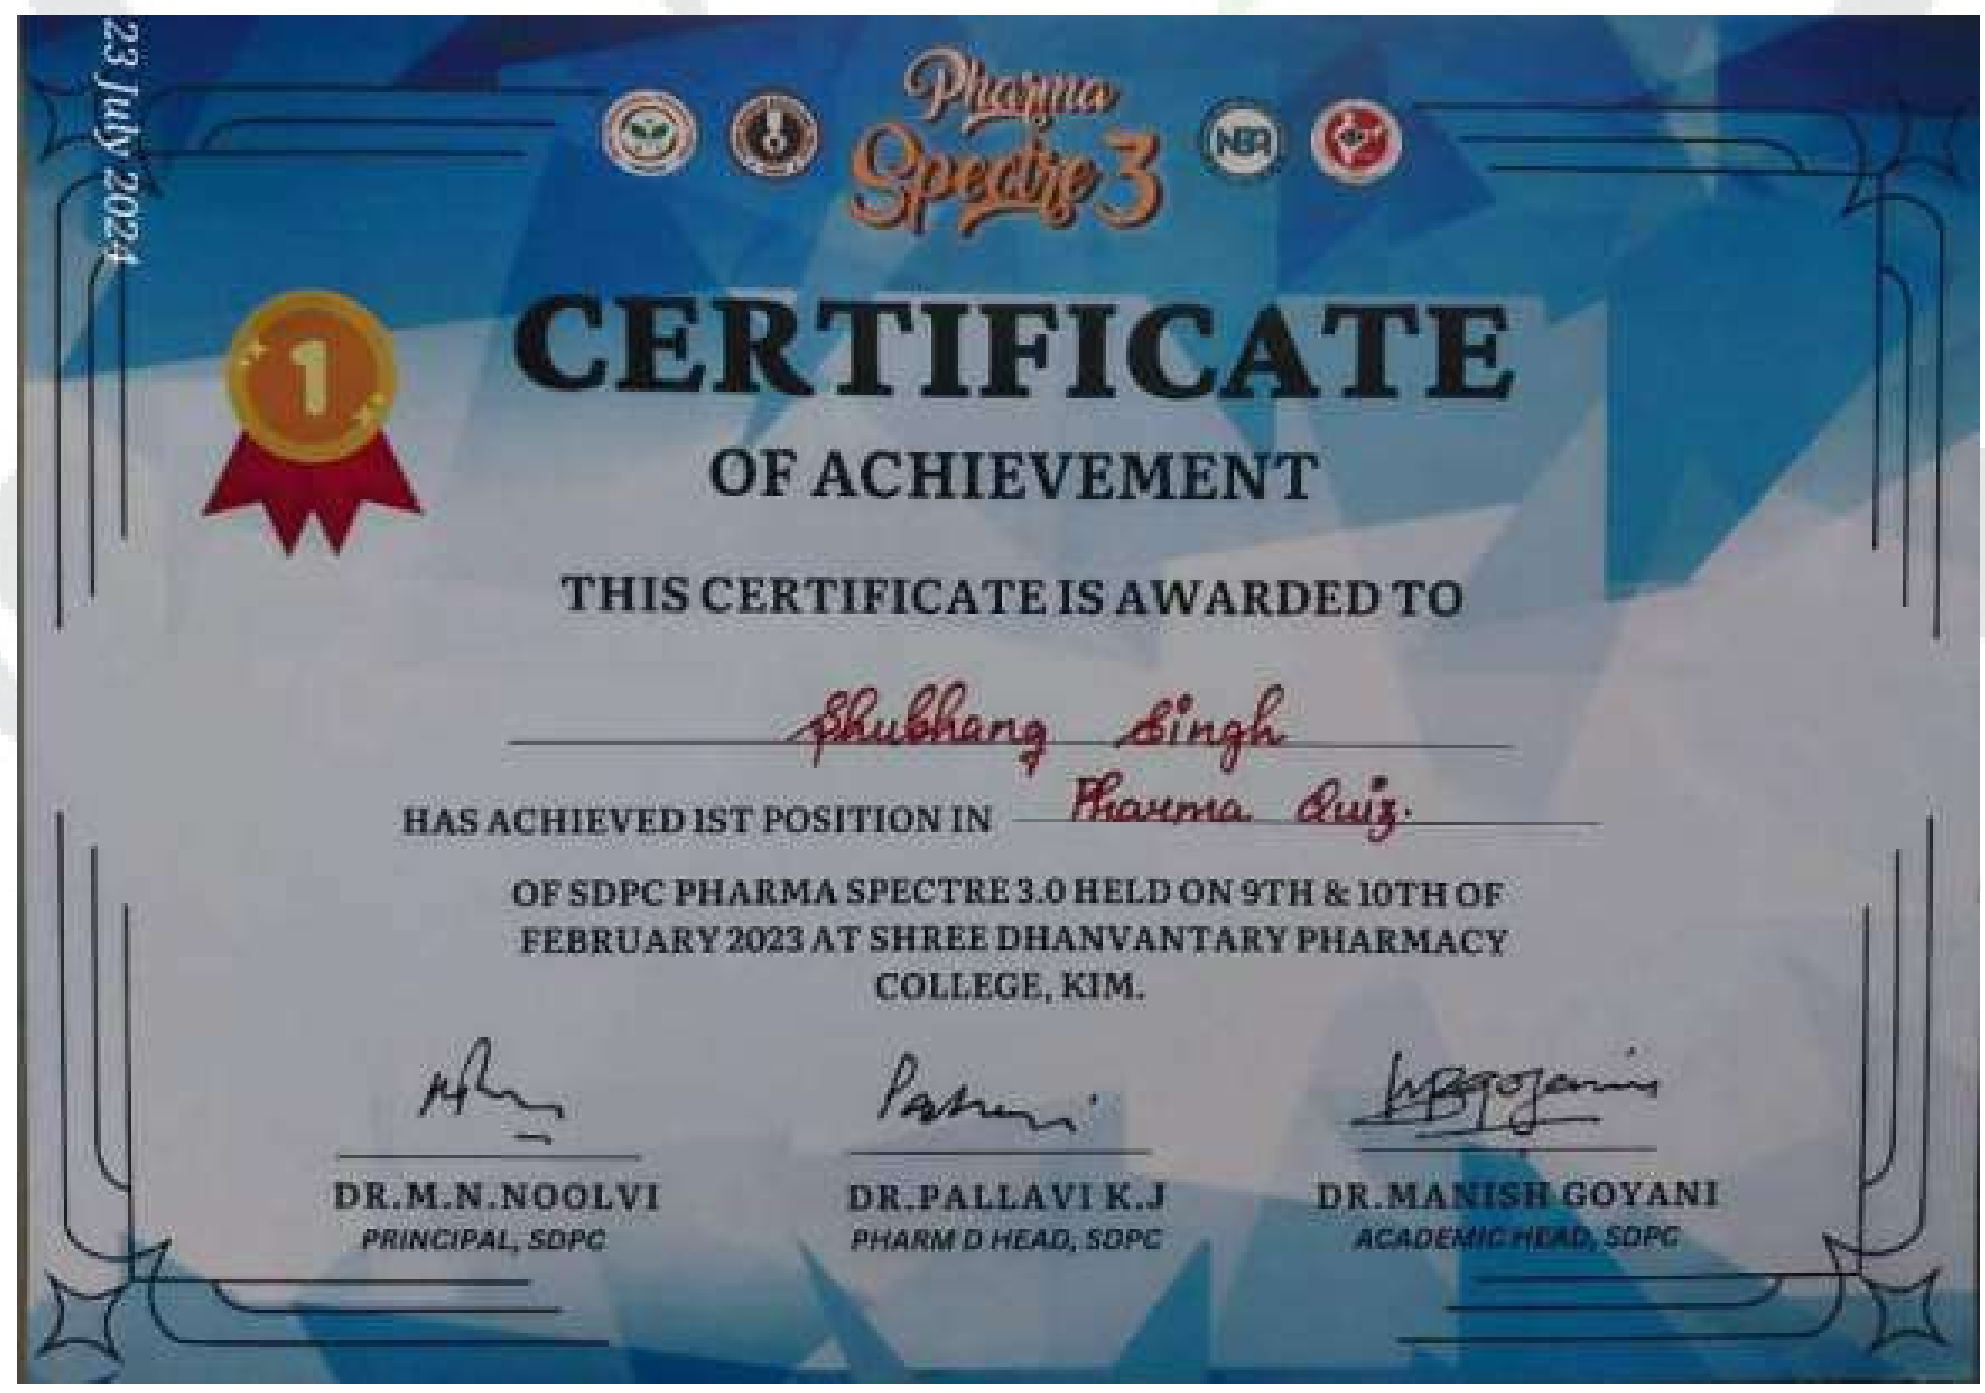 23 July 2024
Pharma
Spectre 3
NBA
1
CERTIFICATE
OF ACHIEVEMENT
THIS CERTIFICATE IS AWARDED TO
Shubhang Singh
HAS ACHIEVED 1ST POSITION IN Pharma Quiz.
OF SDPC PHARMA SPECTRE 3.0 HELD ON 9TH & 10TH OF
FEBRUARY 2023 AT SHREE DHANVANTARY PHARMACY
COLLEGE, KIM.
DR.M.N.NOOLVI DR.PALLAVI K.J DR.MANISH GOYANI
PRINCIPAL, SDPC PHARM D HEAD, SDPC ACADEMIC HEAD, SDPC